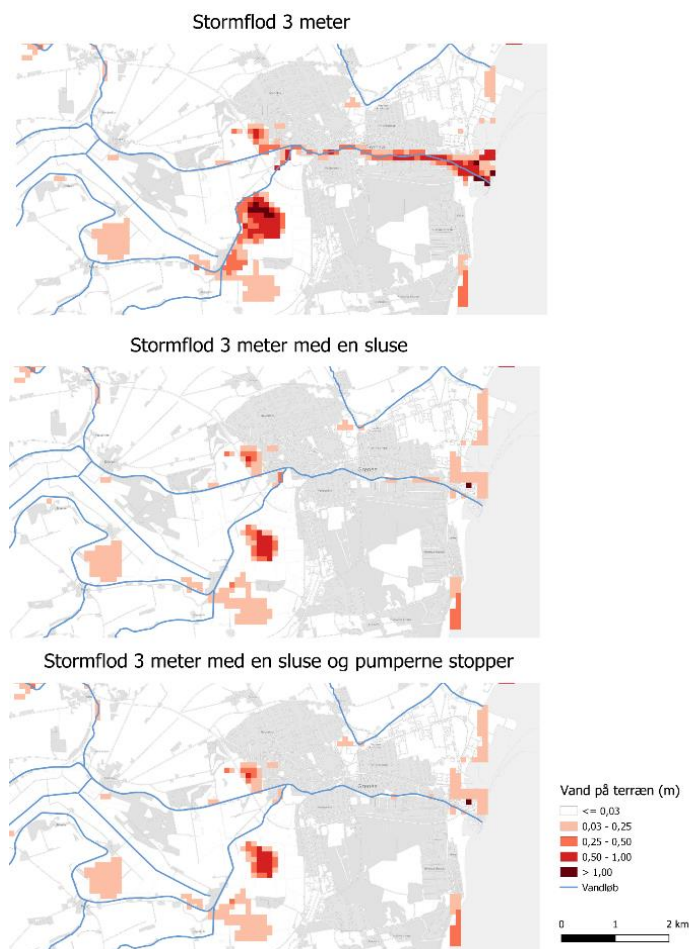 Stormflod 3 meter
Stormflod 3 meter med en sluse
Stormflod 3 meter med en sluse og pumperne stopper
Vand på terræn (m)
<= 0,03
0,03 - 0,25
0,25 - 0,50
0,50 - 1,00
> 1,00
Vandløb
0 1 2 km